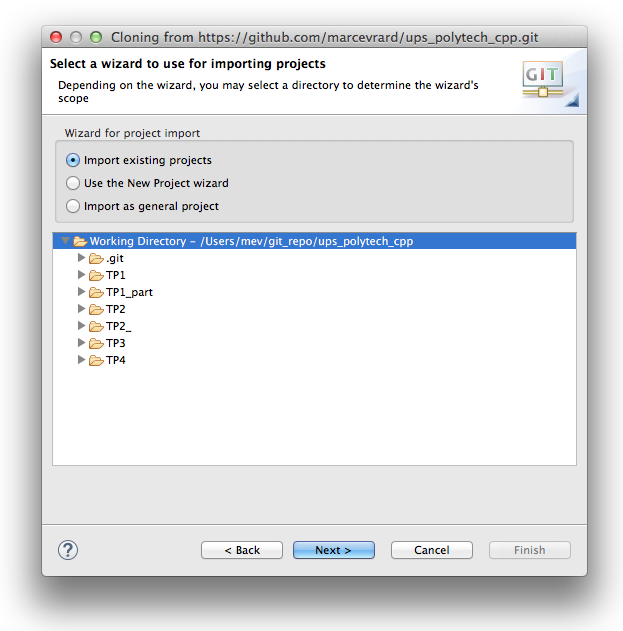 Cloning from https://github.com/marcevrard/ups_polytech_cpp.git
Select a wizard to use for importing projects
Depending on the wizard, you may select a directory to determine the wizard's
scope
GIT
Wizard for project import
Import existing projects
Use the New Project wizard
Import as general project
Working Directory - /Users/mev/git_repo/ups_polytech_cpp
.git
TP1
TP1_part
TP2
TP2_
TP3
TP4
? < Back Next > Cancel Finish